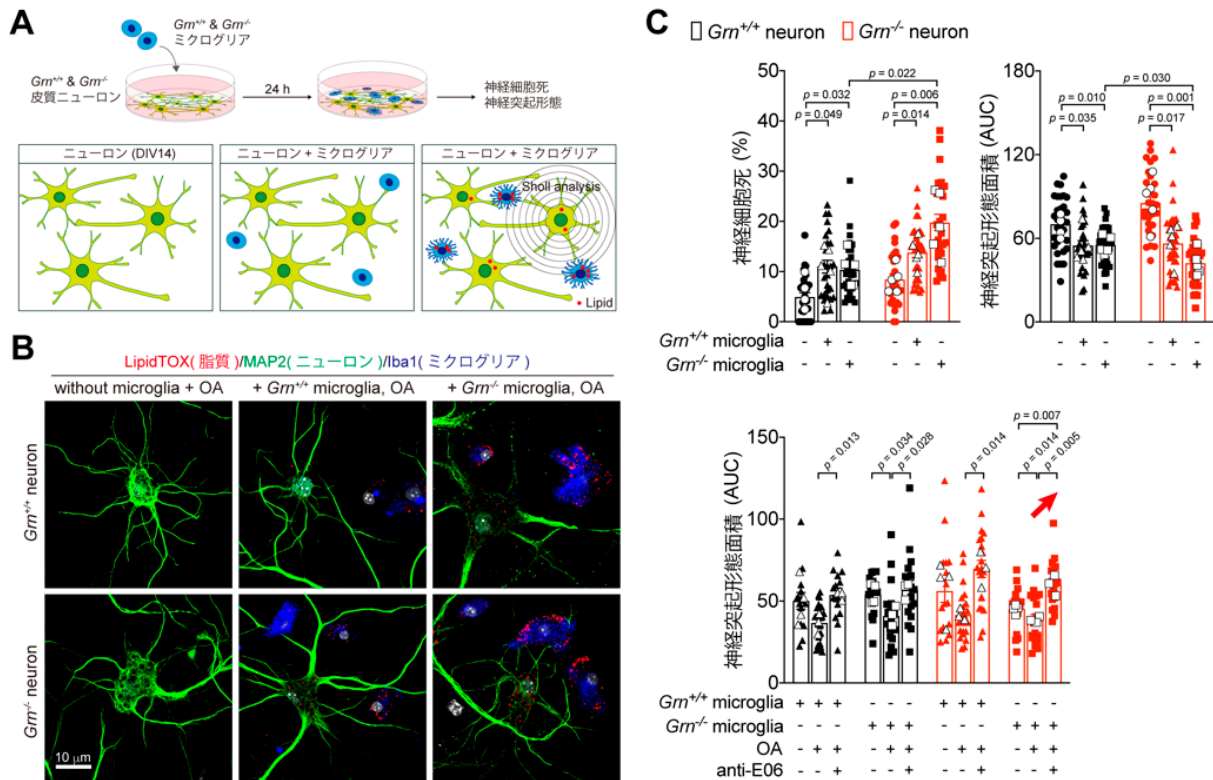 A
Grn+/+ & Grn-/-
ミクログリア
Grn+/+ & Grn-/-
皮質ニューロン
24 h
神経細胞死
神経突起形態
ニューロン (DIV14)
ニューロン + ミクログリア
ニューロン + ミクログリア
Sholl analysis
Lipid
B
LipidTOX( 脂質 )/MAP2( ニューロン )/Iba1( ミクログリア )
without microglia + OA
+ Grn+/+ microglia, OA
+ Grn-/- microglia, OA
Grn+/+ neuron
Grn-/- neuron
10 μm
C
Grn+/+ neuron
Grn-/- neuron
神経細胞死 (%)
50
40
30
20
10
0
p = 0.022
p = 0.032
p = 0.006
p = 0.049
p = 0.014
神経突起形態面積 (AUC)
180
120
60
0
p = 0.030
p = 0.010
p = 0.001
p = 0.035
p = 0.017
Grn+/+ microglia - + - - + - - + - - + -
Grn-/- microglia - - + - - + - - + - - +
神経突起形態面積 (AUC)
150
100
50
0
p = 0.013
p = 0.034
p = 0.028
p = 0.014
p = 0.007
p = 0.014
p = 0.005
Grn+/+ microglia + + + - - - + + + - - -
Grn-/- microglia - - - + + + - - - + + +
OA - + + - + + - + + - + +
anti-E06 - - + - - + - - + - - +